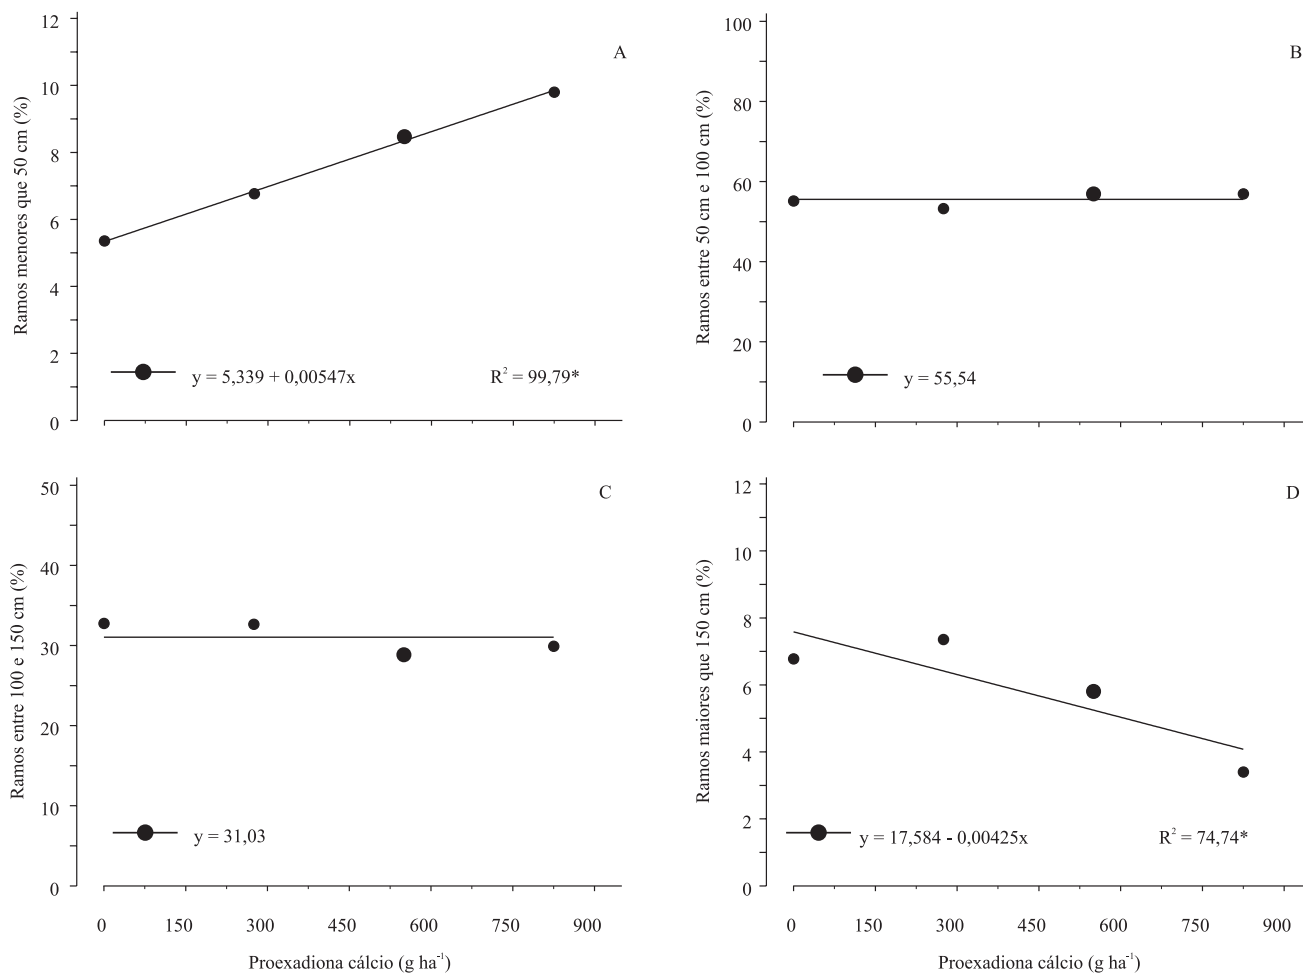 A
Ramos menores que 50 cm (%)
12
10
8
6
4
2
0
y = 5,339 + 0,00547x
R² = 99,79*
B
Ramos entre 50 cm e 100 cm (%)
100
80
60
40
20
0
y = 55,54
C
Ramos entre 100 e 150 cm (%)
50
40
30
20
10
0
y = 31,03
0 150 300 450 600 750 900
Proexadiona cálcio (g ha⁻¹)
D
Ramos maiores que 150 cm (%)
12
10
8
6
4
2
0
y = 17,584 - 0,00425x
R² = 74,74*
0 150 300 450 600 750 900
Proexadiona cálcio (g ha⁻¹)